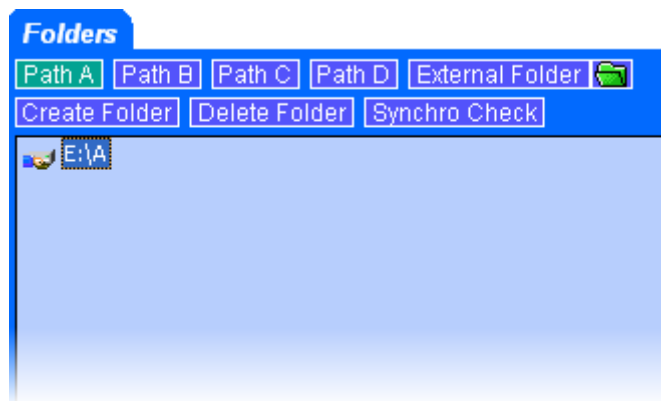 Folders
Path A Path B Path C Path D External Folder
Create Folder Delete Folder Synchro Check
E:\A